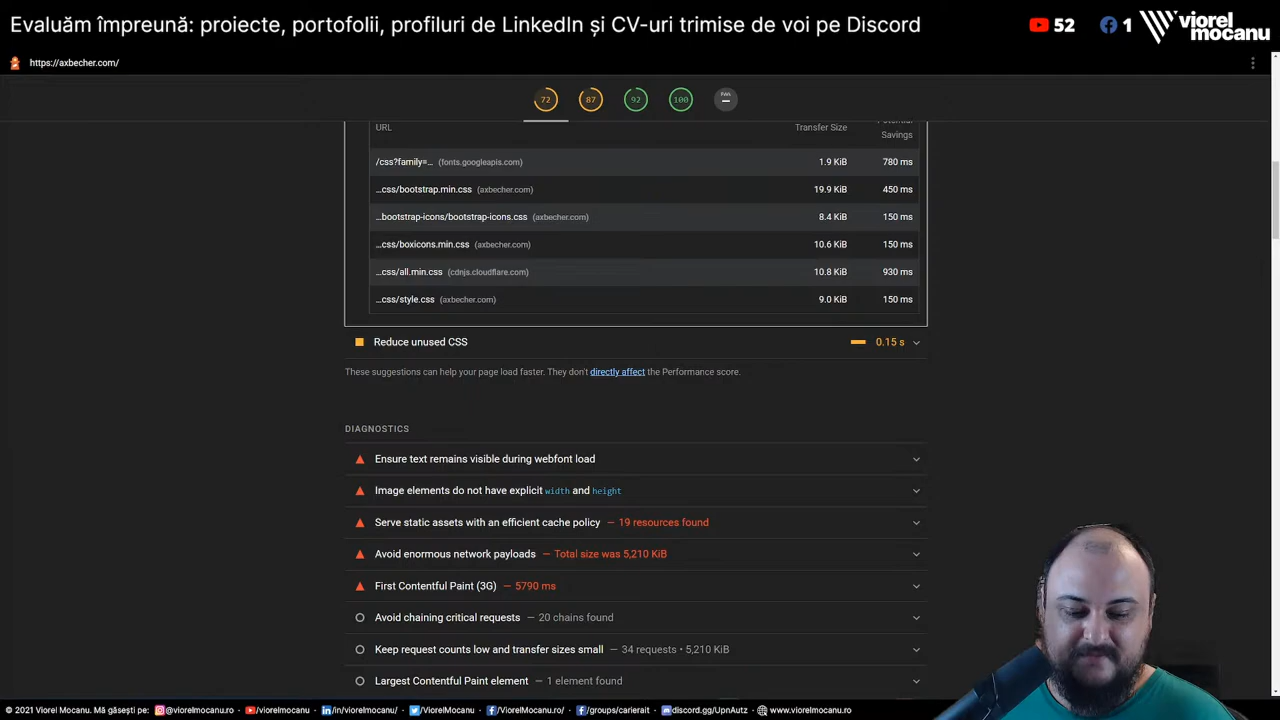 Evaluăm împreună: proiecte, portofolii, profiluri de LinkedIn și CV-uri trimise de voi pe Discord
52
1
viorel mocanu
https://axbecher.com/
72 87 92 100 PWA
URL Transfer Size Potential Savings
/css?family=… (fonts.googleapis.com) 1.9 KiB 780 ms
…css/bootstrap.min.css (axbecher.com) 19.9 KiB 450 ms
…bootstrap-icons/bootstrap-icons.css (axbecher.com) 8.4 KiB 150 ms
…css/boxicons.min.css (axbecher.com) 10.6 KiB 150 ms
…css/all.min.css (cdnjs.cloudflare.com) 10.8 KiB 930 ms
…css/style.css (axbecher.com) 9.0 KiB 150 ms
Reduce unused CSS 0.15 s
These suggestions can help your page load faster. They don't directly affect the Performance score.
DIAGNOSTICS
Ensure text remains visible during webfont load
Image elements do not have explicit width and height
Serve static assets with an efficient cache policy — 19 resources found
Avoid enormous network payloads — Total size was 5,210 KiB
First Contentful Paint (3G) — 5790 ms
Avoid chaining critical requests — 20 chains found
Keep request counts low and transfer sizes small — 34 requests • 5,210 KiB
Largest Contentful Paint element — 1 element found
© 2021 Viorel Mocanu. Mă găsești pe: @viorelmocanu.ro /viorelmocanu /in/viorelmocanu/ /ViorelMocanu /ViorelMocanu.ro/ /groups/carierait discord.gg/UpnAutz www.viorelmocanu.ro